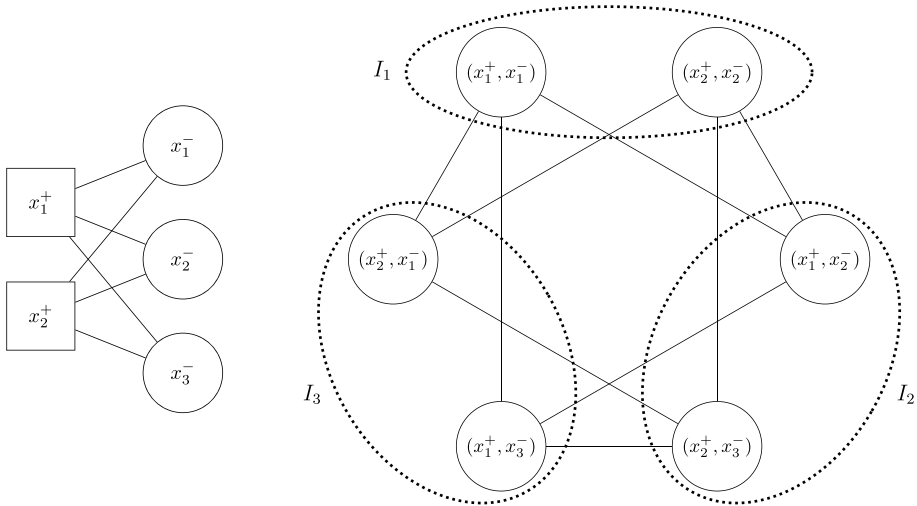 $x_1^+$
$x_2^+$
$x_1^-$
$x_2^-$
$x_3^-$
$I_1$
$(x_1^+, x_1^-)$
$(x_2^+, x_2^-)$
$(x_2^+, x_1^-)$
$(x_1^+, x_2^-)$
$I_3$
$I_2$
$(x_1^+, x_3^-)$
$(x_2^+, x_3^-)$